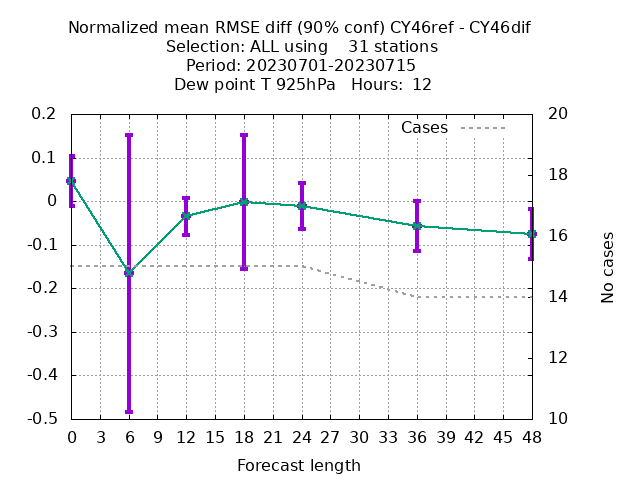 Normalized mean RMSE diff (90% conf) CY46ref - CY46dif
Selection: ALL using    31 stations
Period: 20230701-20230715
Dew point T 925hPa   Hours: 12
Cases
0.2
0.1
0
-0.1
-0.2
-0.3
-0.4
-0.5
20
18
16
14
12
10
No cases
0 3 6 9 12 15 18 21 24 27 30 33 36 39 42 45 48
Forecast length